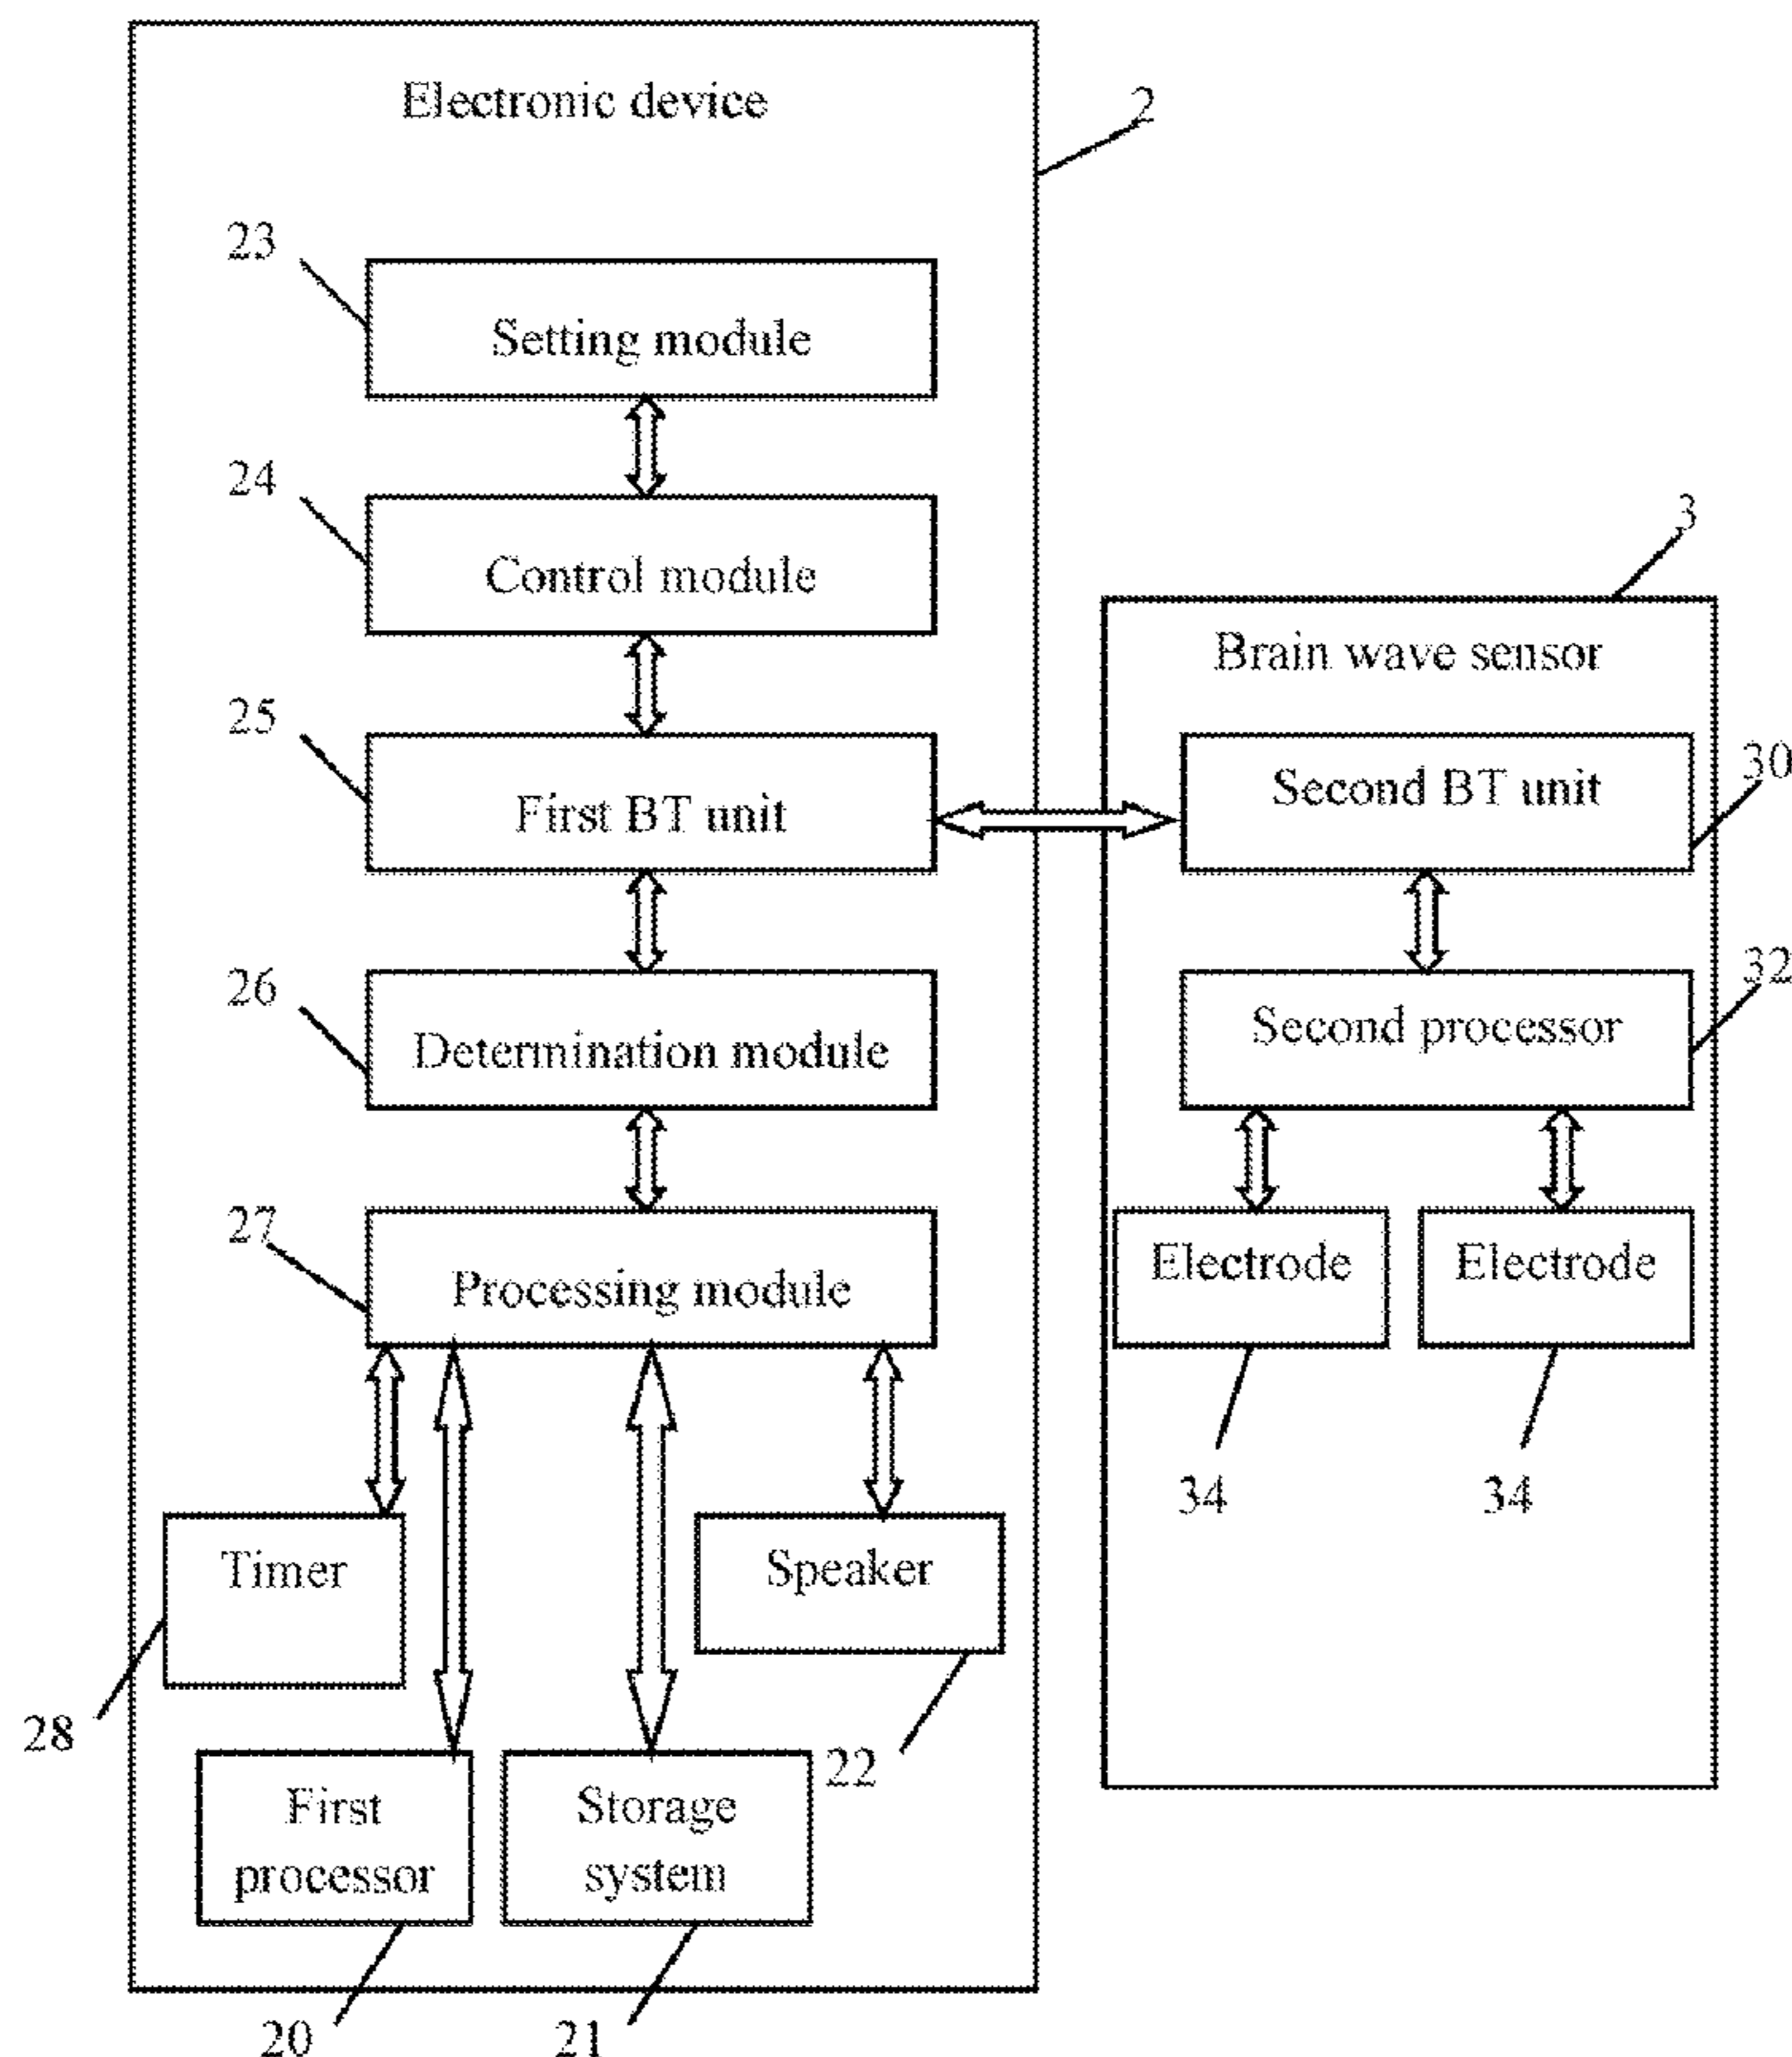 Electronic device
2
23
Setting module
24
Control module
3
Brain wave sensor
25
First BT unit
Second BT unit
30
26
Determination module
Second processor
32
27
Processing module
Electrode
Electrode
34
34
Timer
Speaker
28
22
First
processor
Storage
system
20
21